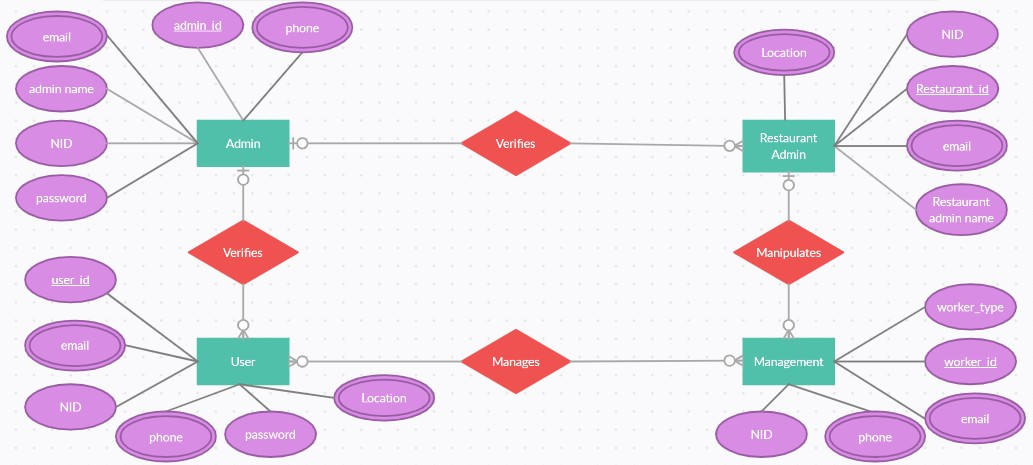 admin_id
phone
email
Location
NID
admin name
Restaurant_id
NID
Admin
Verifies
Restaurant
Admin
email
password
Restaurant
admin name
Verifies
Manipulates
user_id
worker_type
email
User
Manages
Management
worker_id
NID
Location
email
phone
password
NID
phone